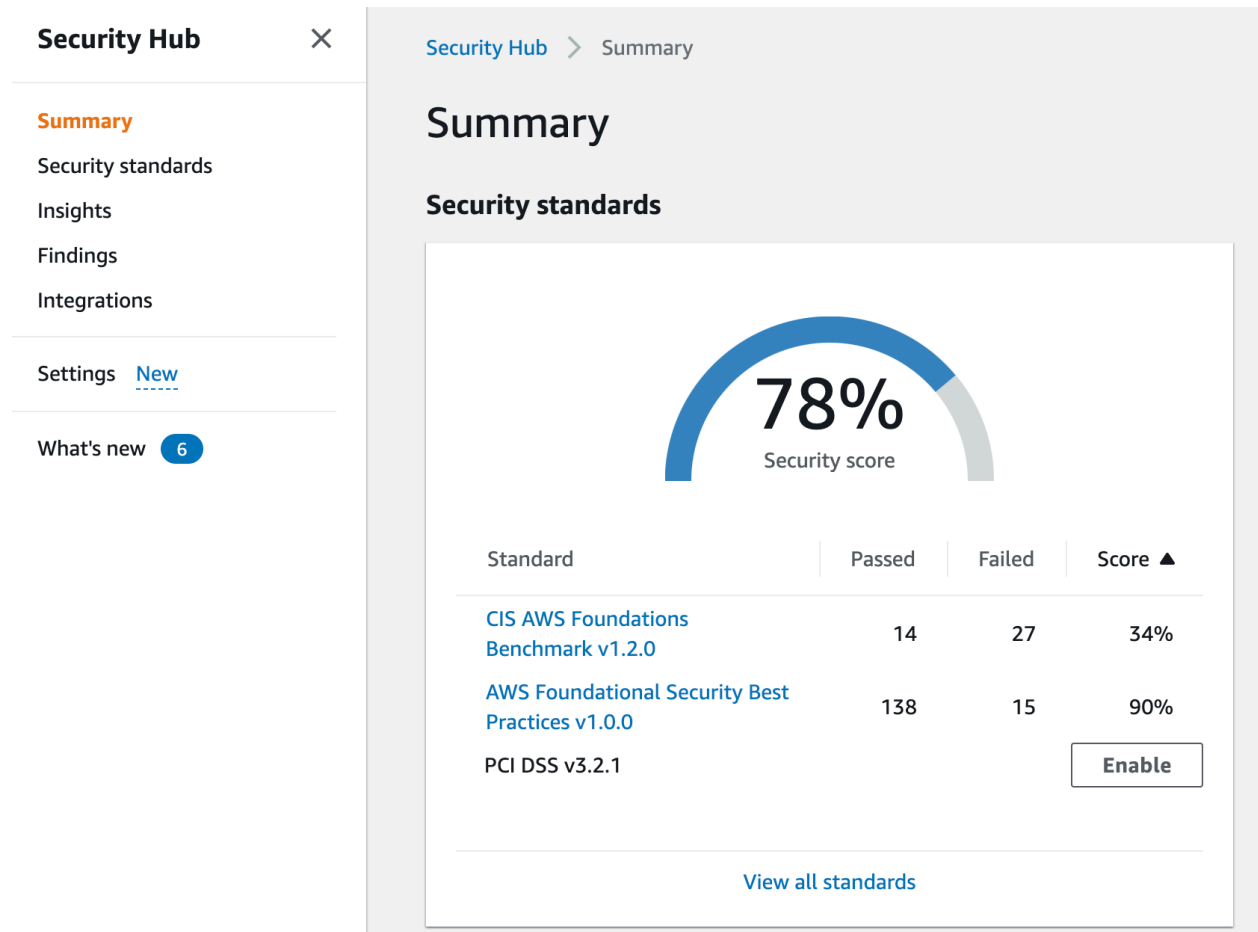 Security Hub
Summary
Security standards
Insights
Findings
Integrations
Settings New
What's new 6
Security Hub Summary
Summary
Security standards
78%
Security score
Standard Passed Failed Score
CIS AWS Foundations
Benchmark v1.2.0
14 27 34%
AWS Foundational Security Best
Practices v1.0.0
138 15 90%
PCI DSS v3.2.1 Enable
View all standards